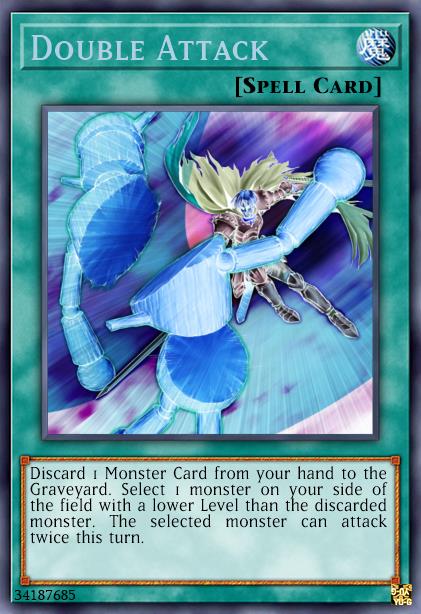 DOUBLE ATTACK
魔
[SPELL CARD]
Discard 1 Monster Card from your hand to the
Graveyard. Select 1 monster on your side of
the field with a lower Level than the discarded
monster. The selected monster can attack
twice this turn.
34187685